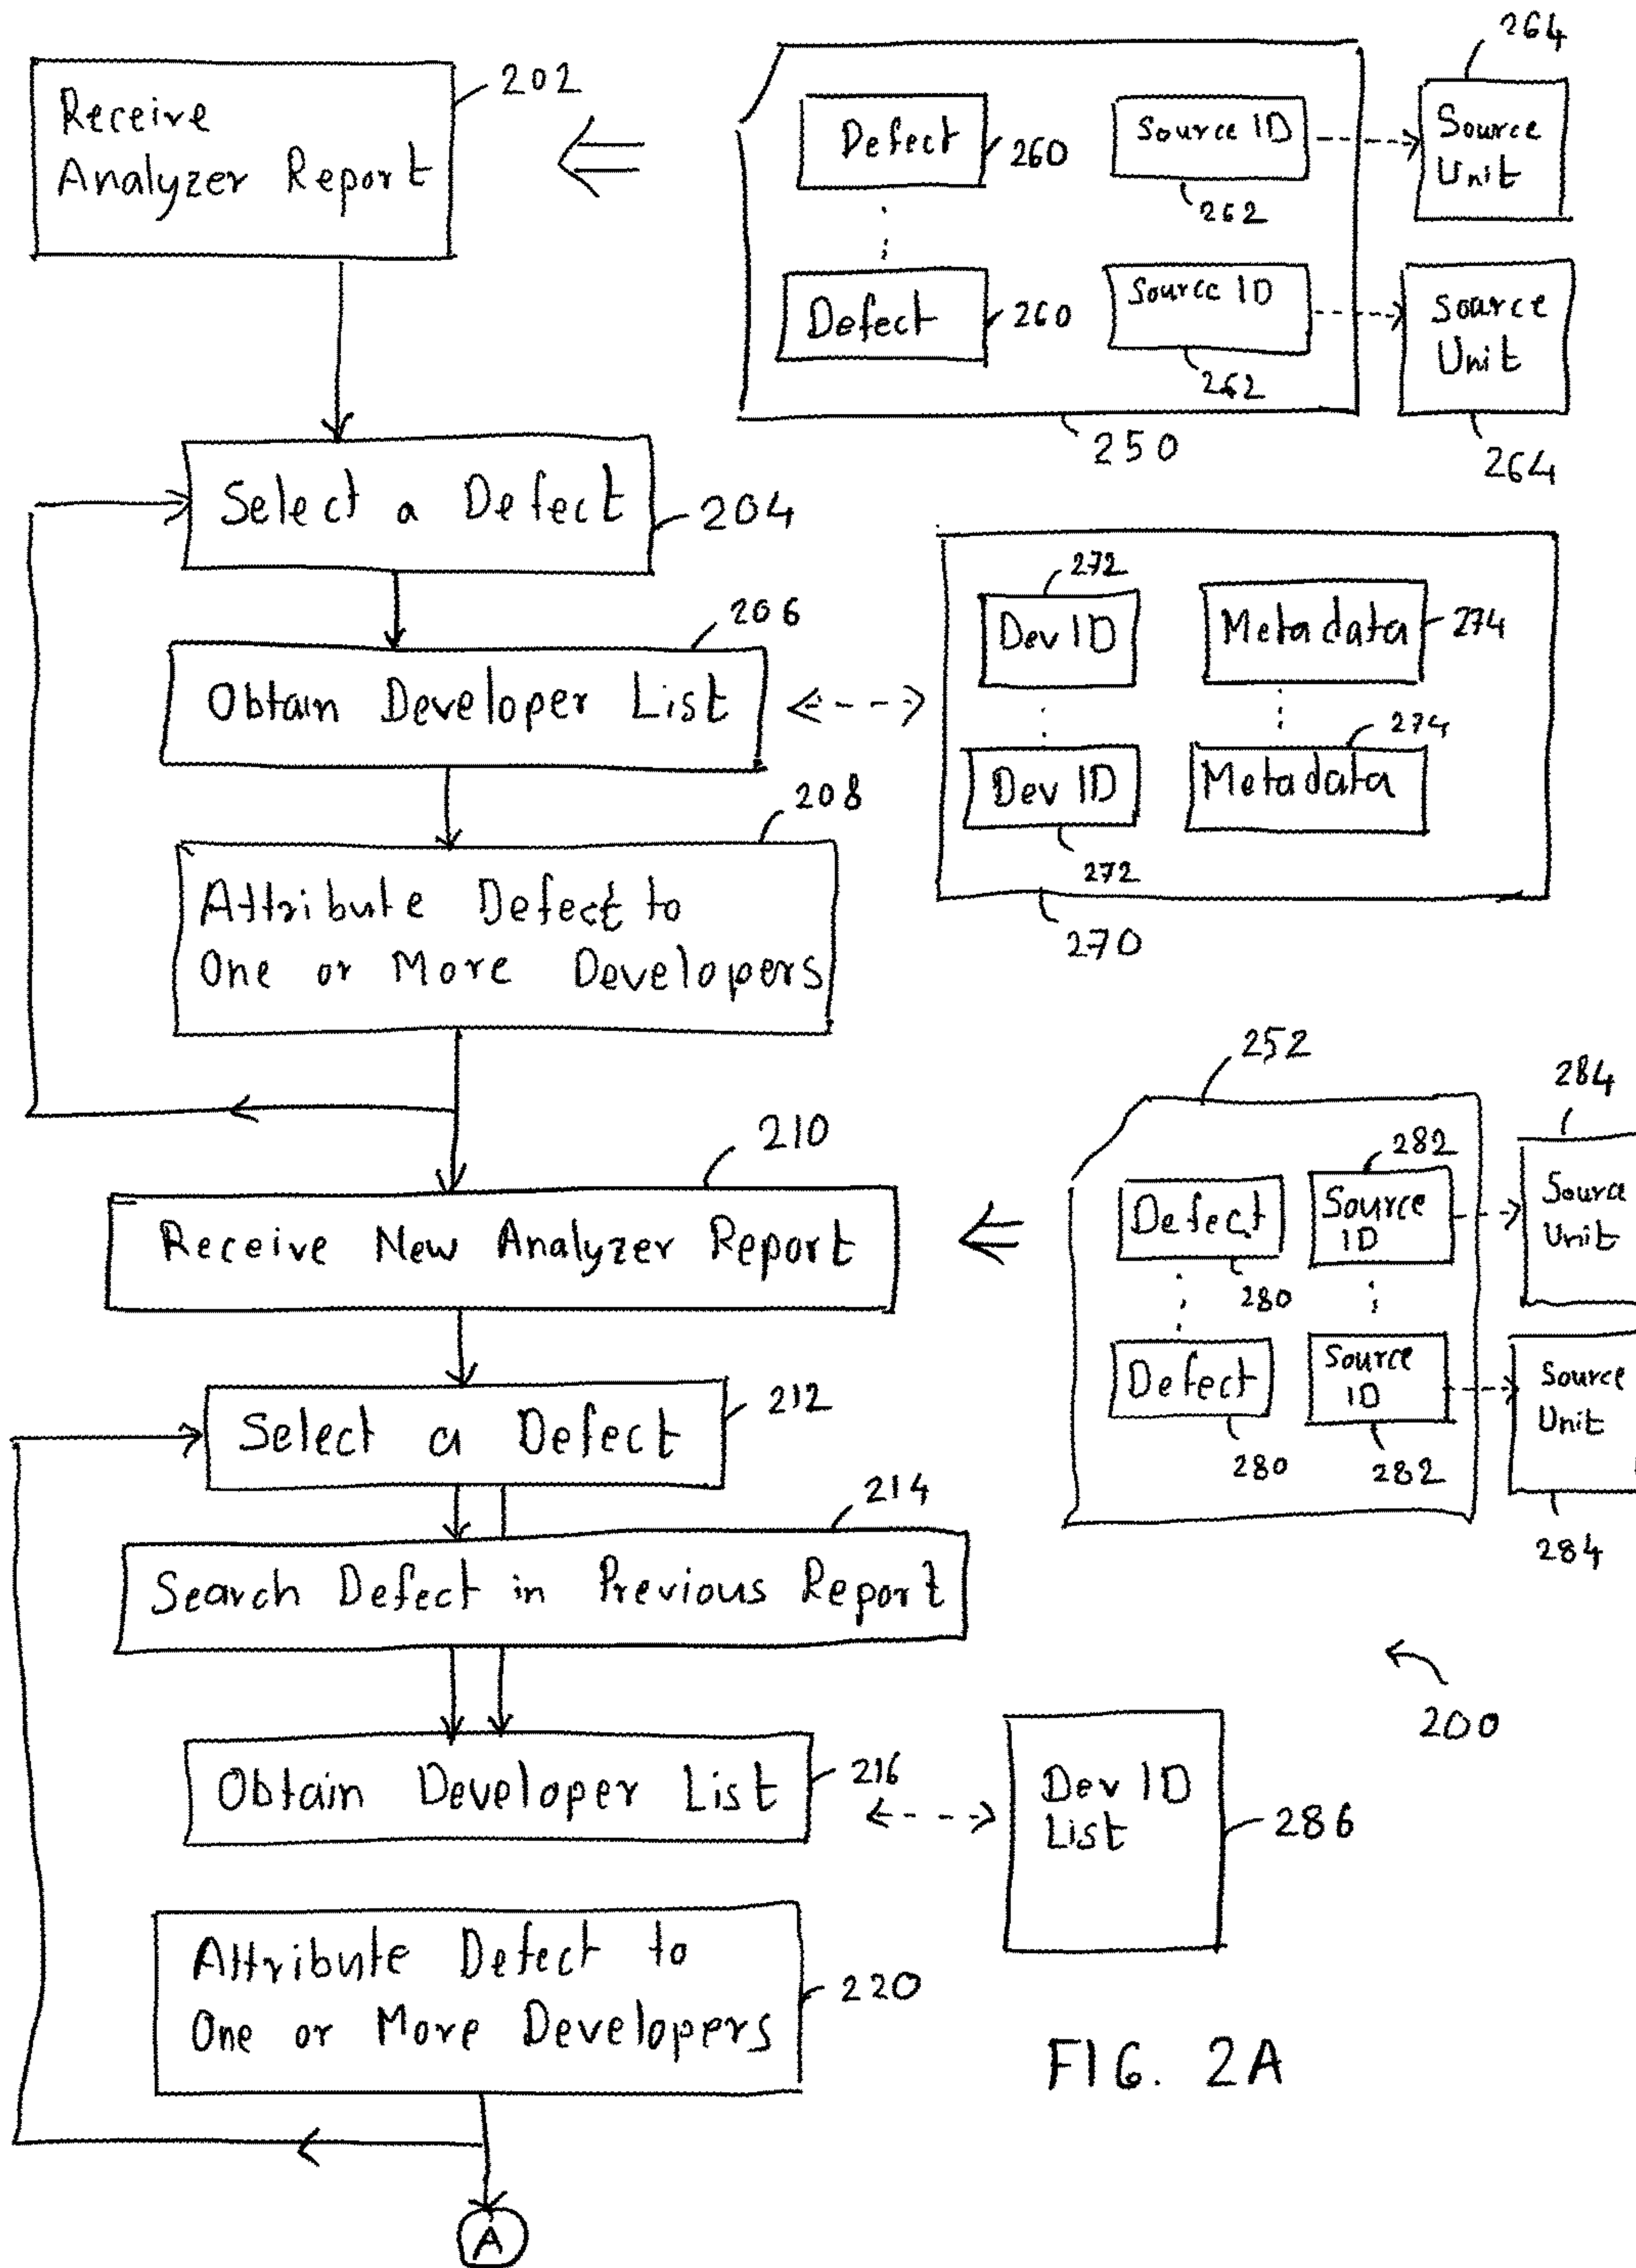 202
Receive
Analyzer Report
264
Defect
260
Source ID
262
Source
Unit
Defect
260
Source ID
262
Source
Unit
250
264
Select a Defect
204
206
Obtain Developer List
272
Dev ID
Metadata
274
274
Dev ID
Metadata
272
270
208
Attribute Defect to
One or More Developers
252
284
210
Receive New Analyzer Report
282
Defect
Source
ID
Source
Unit
280
Defect
Source
ID
Source
Unit
280
282
284
Select a Defect
212
214
Search Defect in Previous Report
200
Obtain Developer List
216
Dev ID
List
286
Attribute Defect to
One or More Developers
220
FIG. 2A
A